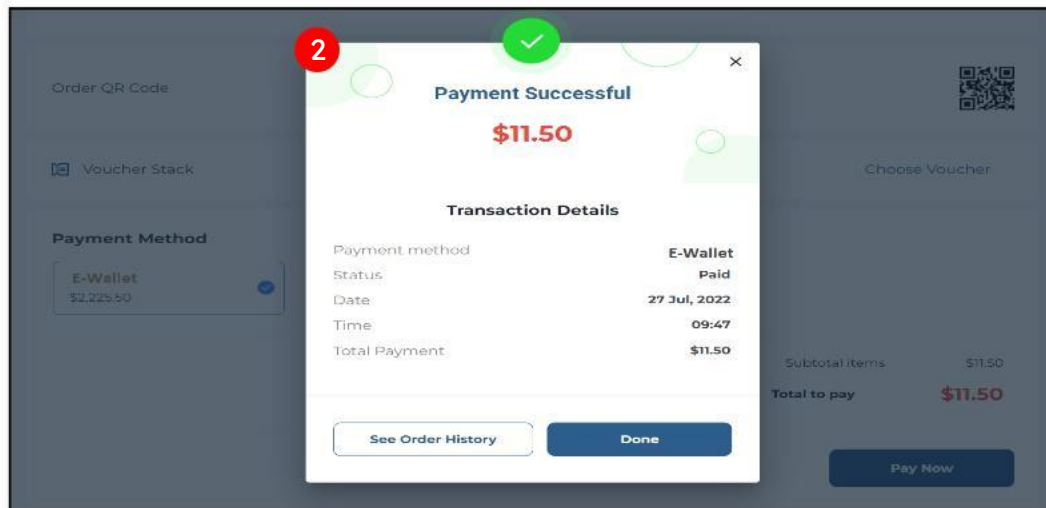 2
Payment Successful
$11.50
Transaction Details
Payment method E-Wallet
Status Paid
Date 27 Jul, 2022
Time 09:47
Total Payment $11.50
See Order History Done
Order QR Code
Voucher Stack Choose Voucher
Payment Method
E-Wallet
$2,225.50
Subtotal items $11.50
Total to pay $11.50
Pay Now